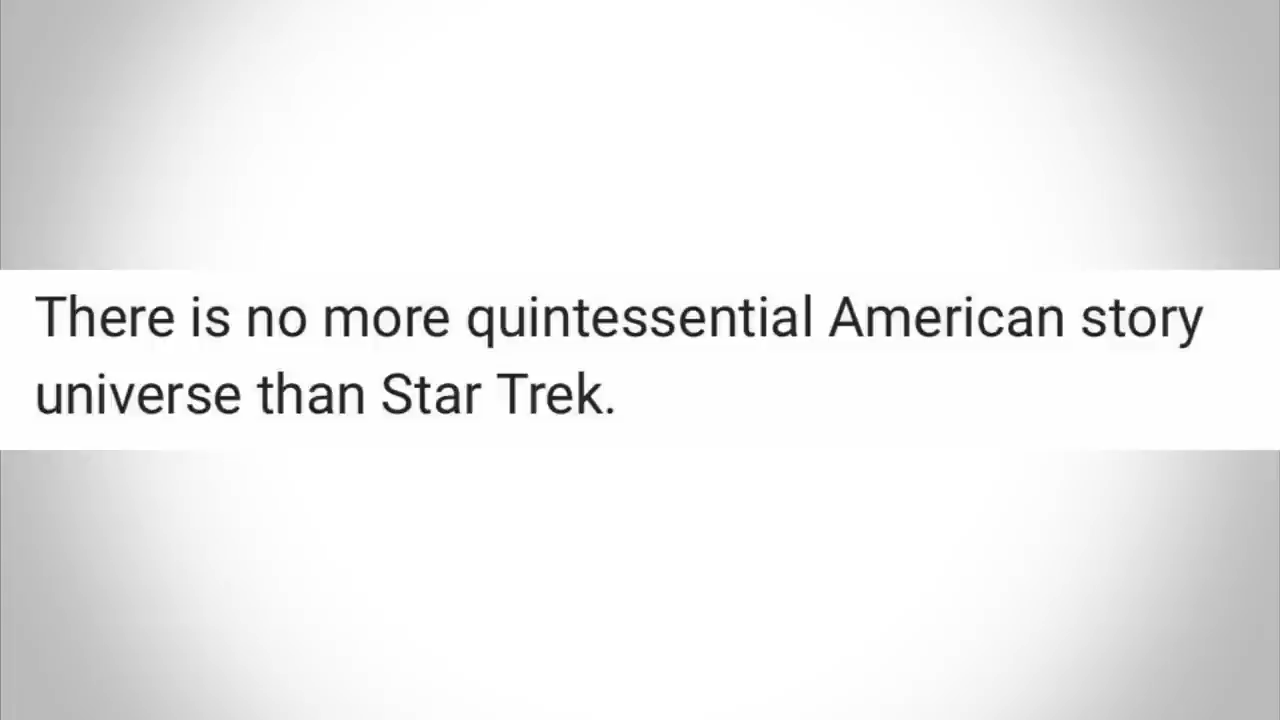 There is no more quintessential American story
universe than Star Trek.